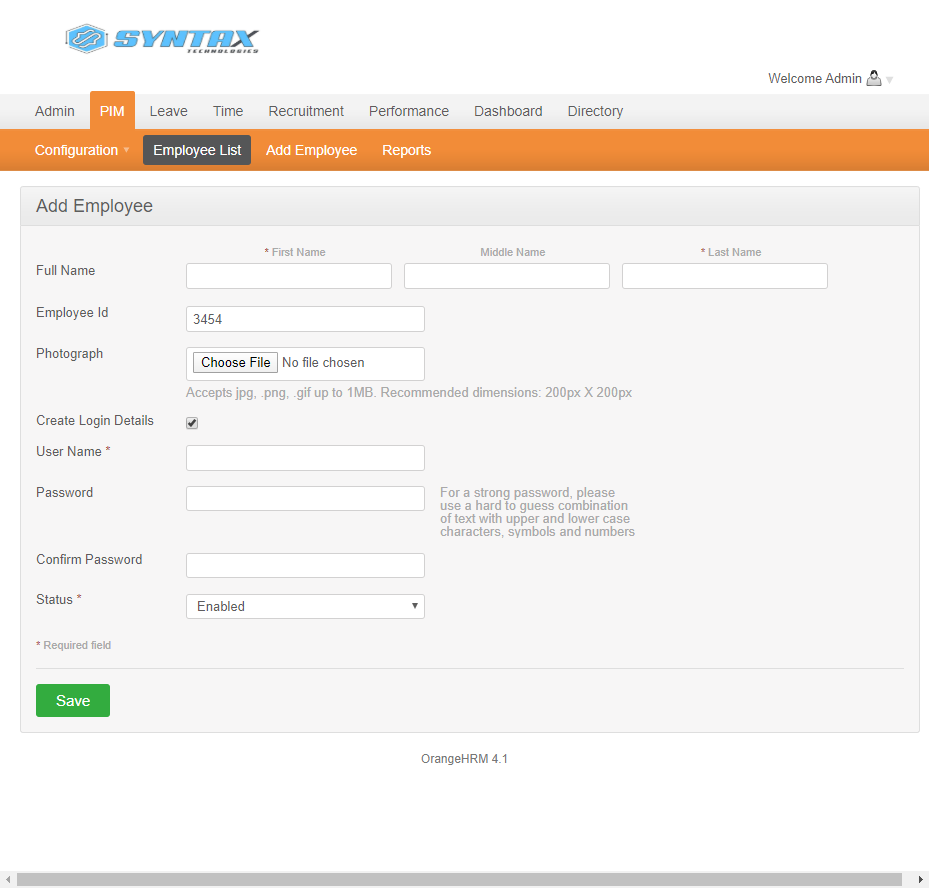 SYNTAX
TECHNOLOGIES
Welcome Admin
Admin PIM Leave Time Recruitment Performance Dashboard Directory
Configuration Employee List Add Employee Reports
Add Employee
* First Name Middle Name * Last Name
Full Name
Employee Id 3454
Photograph Choose File No file chosen
Accepts jpg, .png, .gif up to 1MB. Recommended dimensions: 200px X 200px
Create Login Details
User Name *
Password For a strong password, please
use a hard to guess combination
of text with upper and lower case
characters, symbols and numbers
Confirm Password
Status * Enabled
* Required field
Save
OrangeHRM 4.1